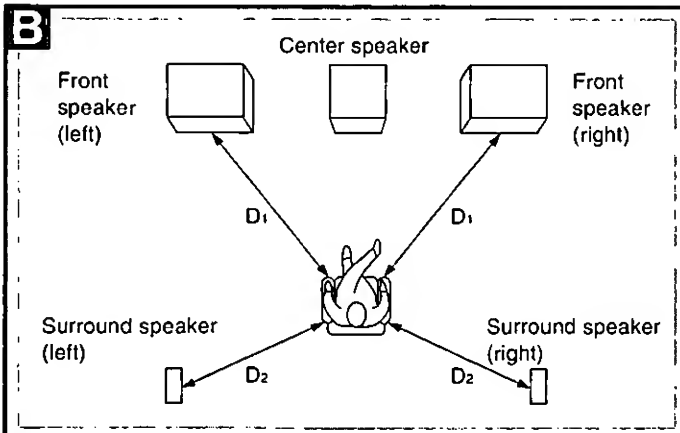 B
Center speaker
Front
speaker
(left)
Front
speaker
(right)
D1
D1
Surround speaker
(left)
Surround speaker
(right)
D2
D2